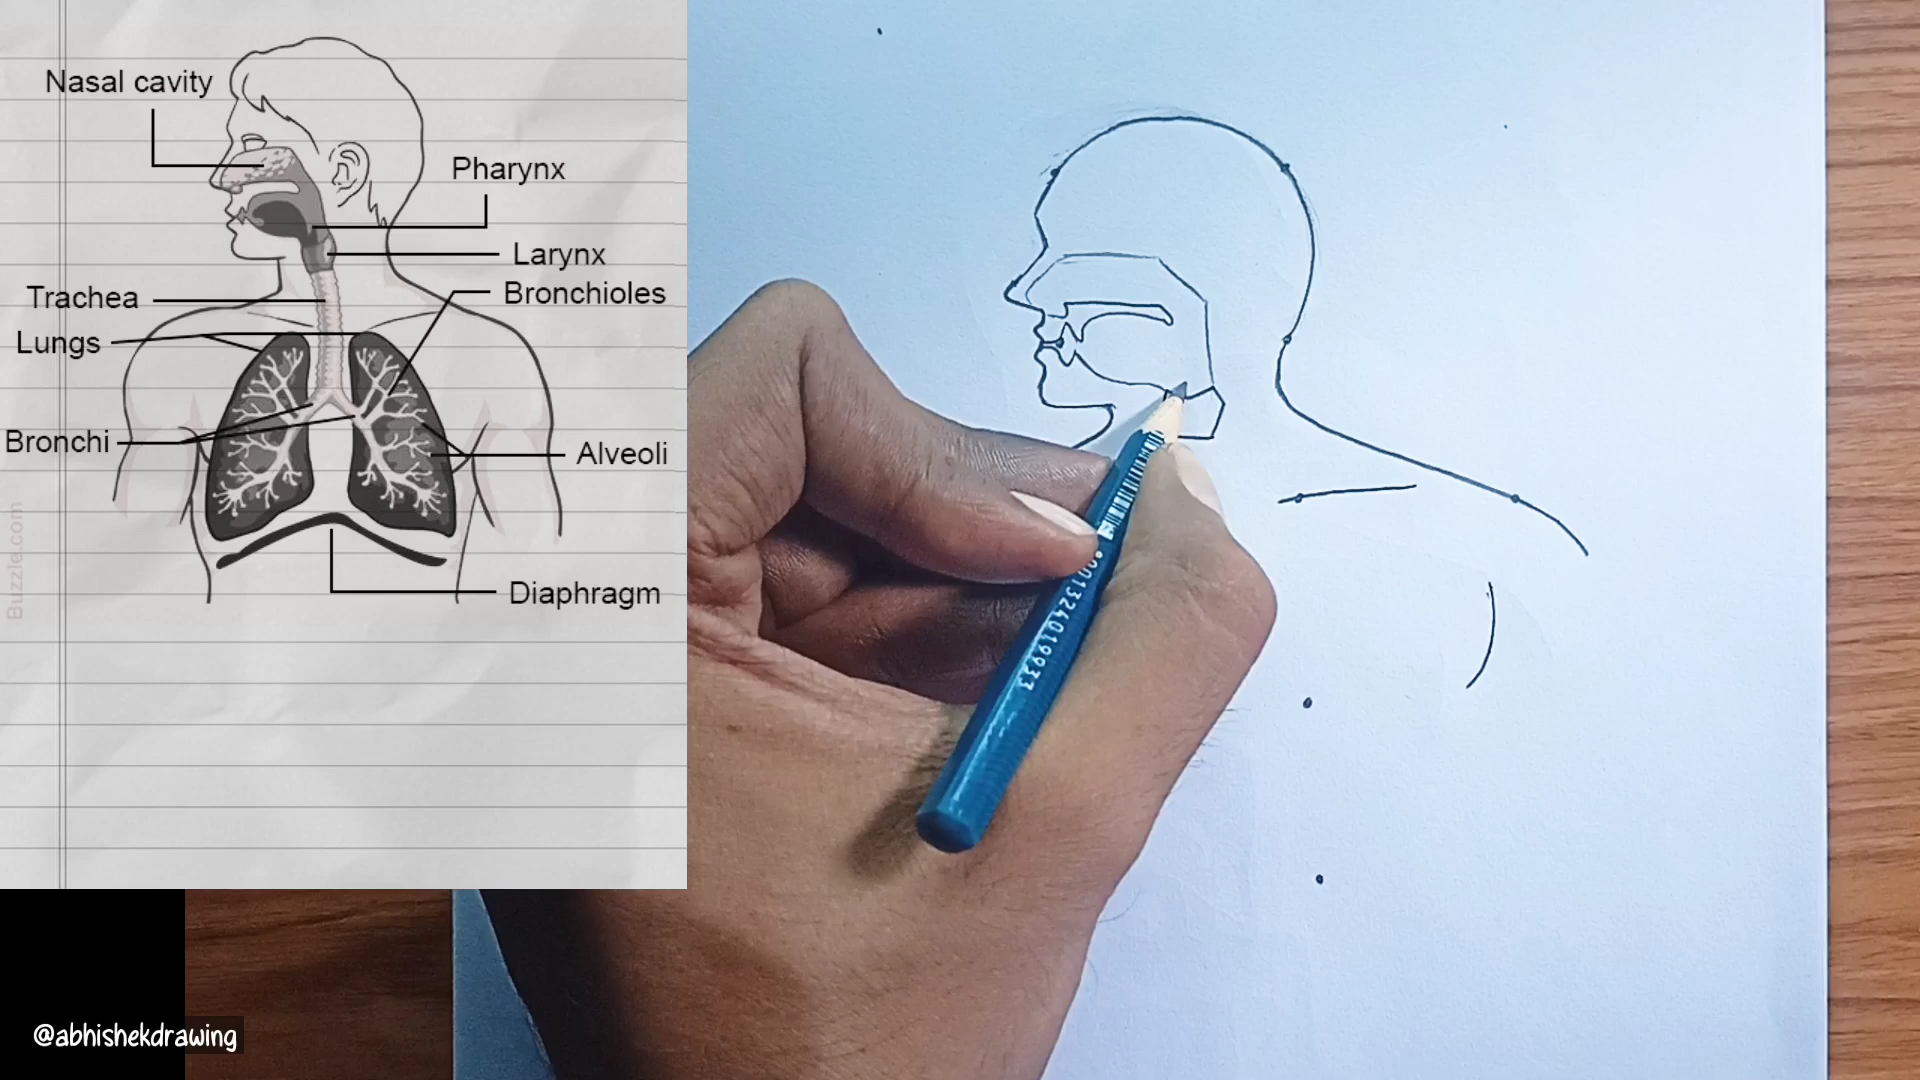 Nasal cavity
Pharynx
Larynx
Trachea
Bronchioles
Lungs
Bronchi
Alveoli
Diaphragm
Buzzle.com
@abhishekdrawing